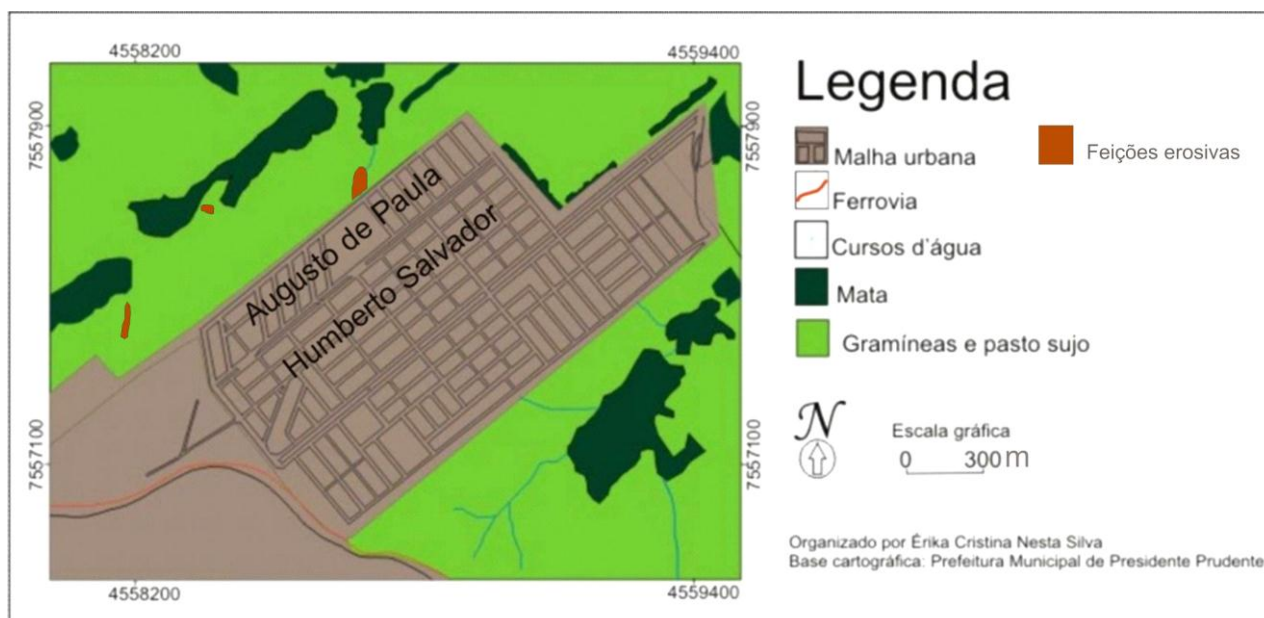 4558200
4559400
7557900
7557900
Augusto de Paula
Humberto Salvador
7557100
7557100
4558200
4559400
Legenda
Malha urbana
Feições erosivas
Ferrovia
Cursos d'água
Mata
Gramíneas e pasto sujo
N
Escala gráfica
0 300 m
Organizado por Érika Cristina Nesta Silva
Base cartográfica: Prefeitura Municipal de Presidente Prudente